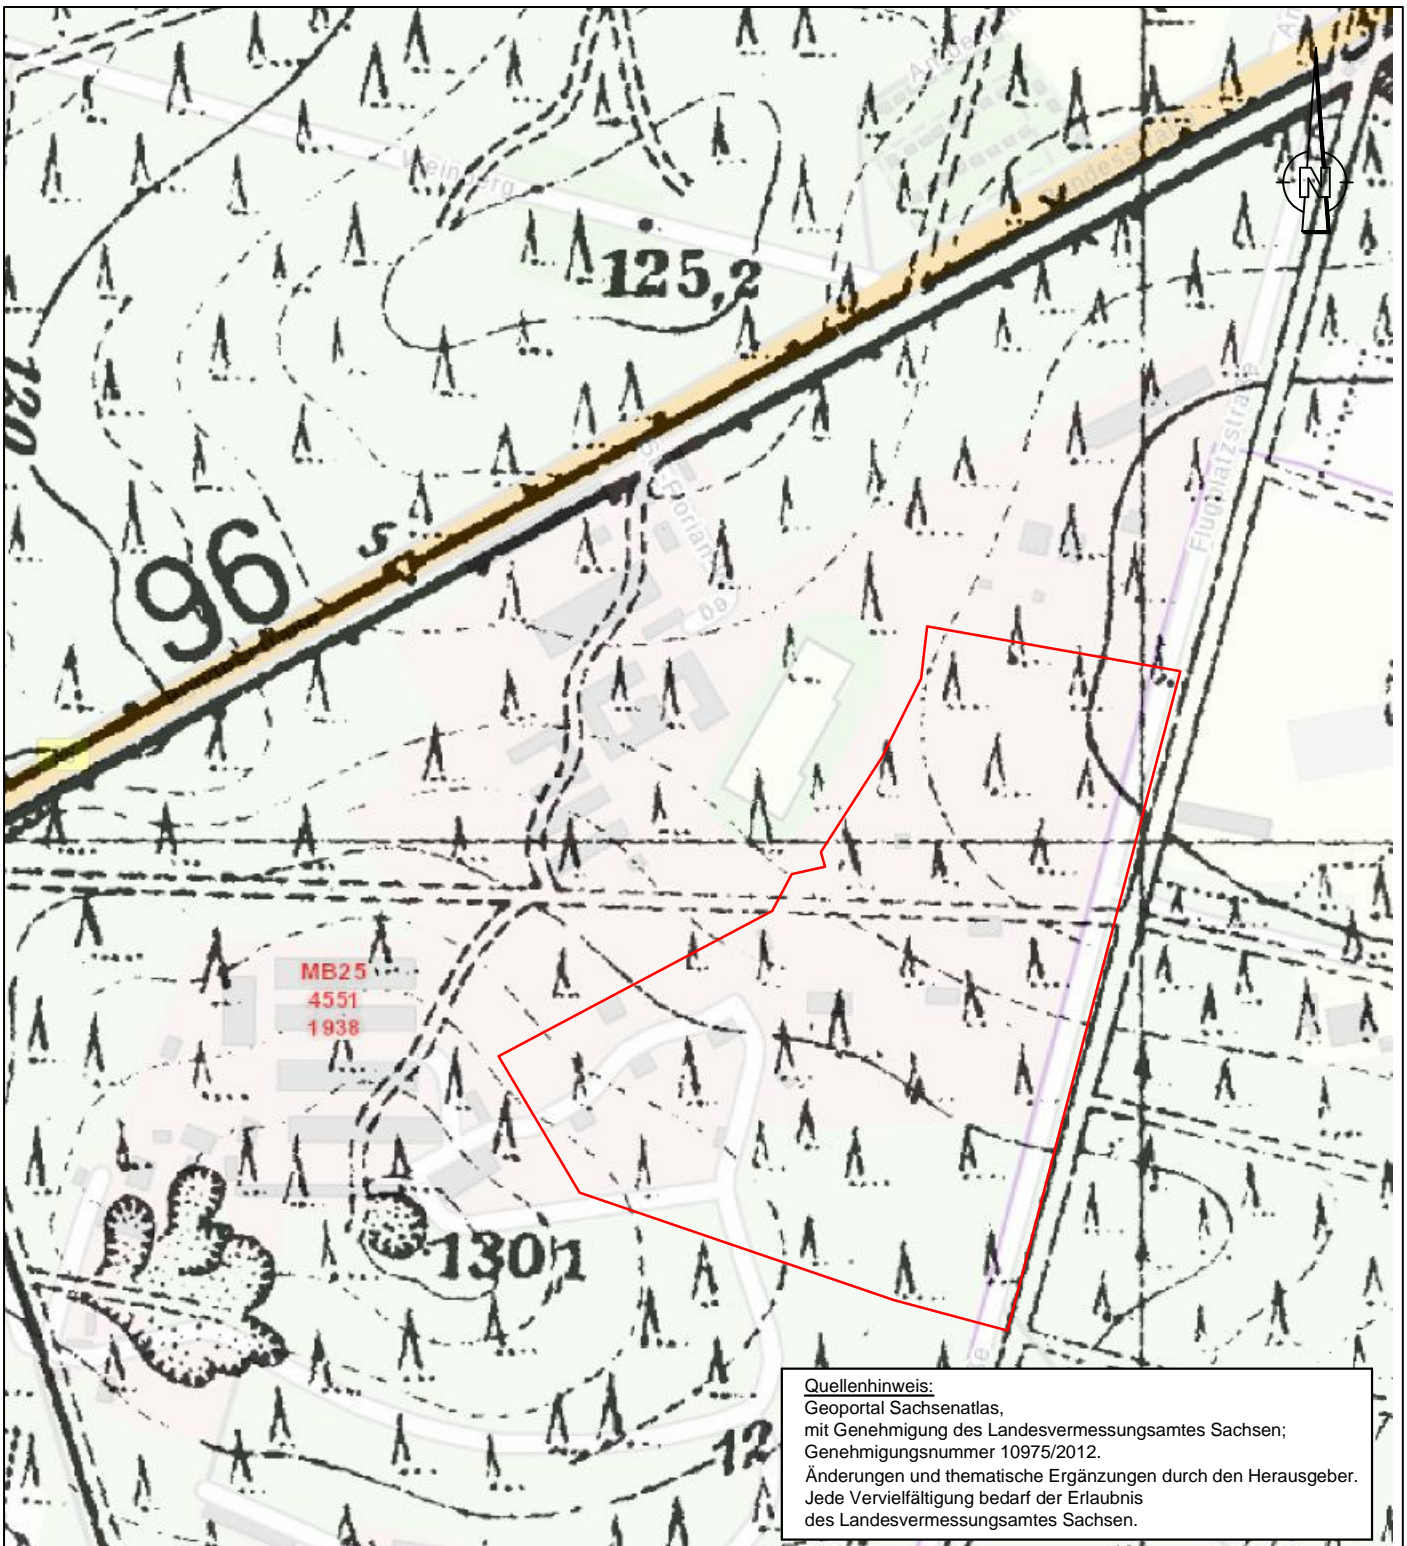 Weinberg
N
125,2
120
96
Flugplatzstraße
MB25
4551
1938
130,1
12
Quellenhinweis:
Geoportal Sachsenatlas,
mit Genehmigung des Landesvermessungsamtes Sachsen;
Genehmigungsnummer 10975/2012.
Änderungen und thematische Ergänzungen durch den Herausgeber.
Jede Vervielfältigung bedarf der Erlaubnis
des Landesvermessungsamtes Sachsen.